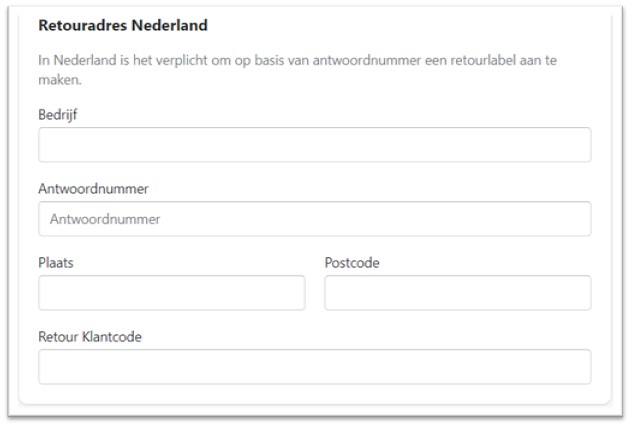 Retouradres Nederland
In Nederland is het verplicht om op basis van antwoordnummer een retourlabel aan te
maken.
Bedrijf
Antwoordnummer
Antwoordnummer
Plaats
Postcode
Retour Klantcode